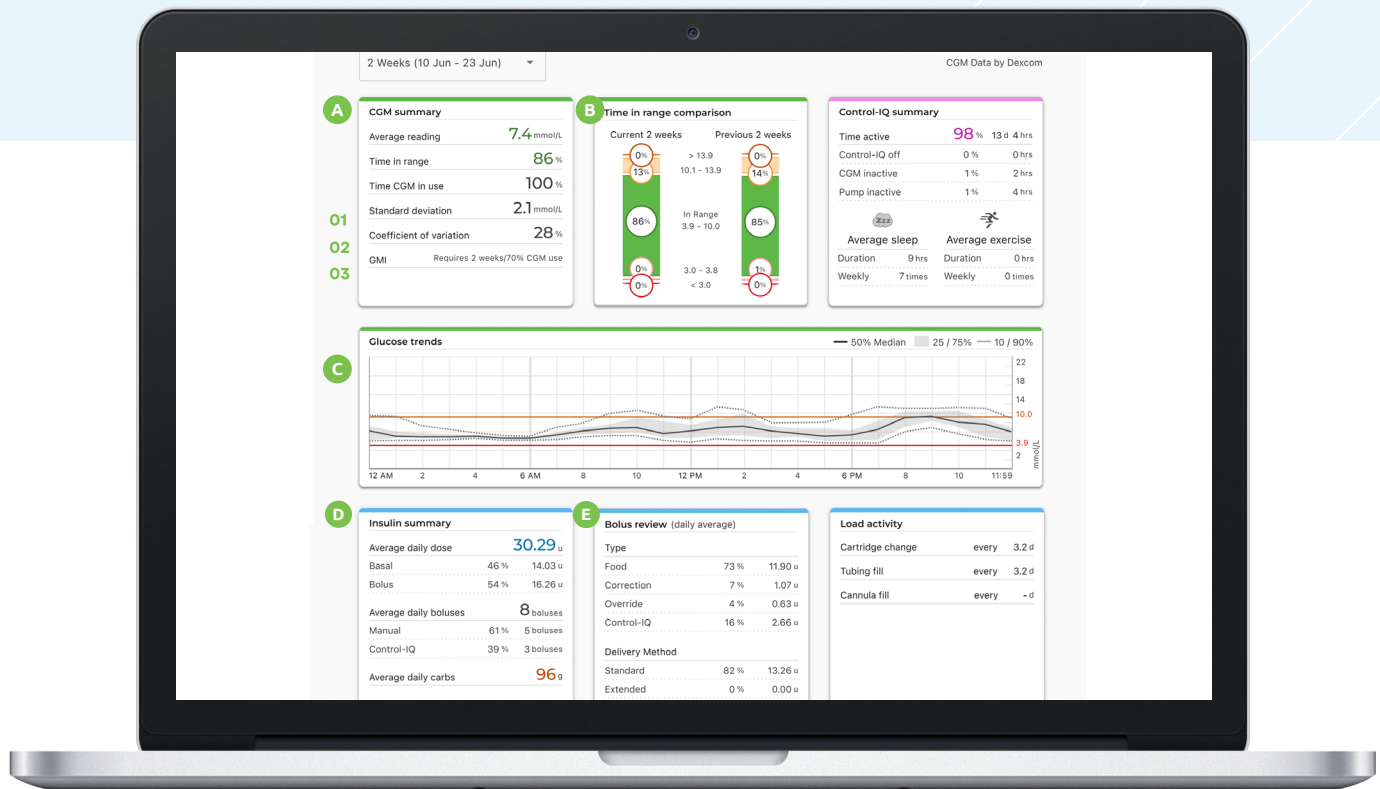 2 Weeks (10 Jun - 23 Jun)
CGM Data by Dexcom
A
CGM summary
Average reading 7.4 mmol/L
Time in range 86 %
Time CGM in use 100 %
01
Standard deviation 2.1 mmol/L
02
Coefficient of variation 28 %
03
GMI Requires 2 weeks/70% CGM use
B
Time in range comparison
Current 2 weeks Previous 2 weeks
0% > 13.9 0%
13% 10.1 - 13.9 14%
86% In Range 85%
3.9 - 10.0
0% 3.0 - 3.8 1%
0% < 3.0 0%
Control-IQ summary
Time active 98 % 13 d 4 hrs
Control-IQ off 0 % 0 hrs
CGM inactive 1 % 2 hrs
Pump inactive 1 % 4 hrs
Zzz
Average sleep Average exercise
Duration 9 hrs Duration 0 hrs
Weekly 7 times Weekly 0 times
C
Glucose trends
50% Median 25 / 75% 10 / 90%
22
18
14
10.0
3.9
2
mmol/L
12 AM 2 4 6 AM 8 10 12 PM 2 4 6 PM 8 10 11:59
D
Insulin summary
Average daily dose 30.29 u
Basal 46 % 14.03 u
Bolus 54 % 16.26 u
Average daily boluses 8 boluses
Manual 61 % 5 boluses
Control-IQ 39 % 3 boluses
Average daily carbs 96 g
E
Bolus review (daily average)
Type
Food 73 % 11.90 u
Correction 7 % 1.07 u
Override 4 % 0.63 u
Control-IQ 16 % 2.66 u
Delivery Method
Standard 82 % 13.26 u
Extended 0 % 0.00 u
Load activity
Cartridge change every 3.2 d
Tubing fill every 3.2 d
Cannula fill every - d